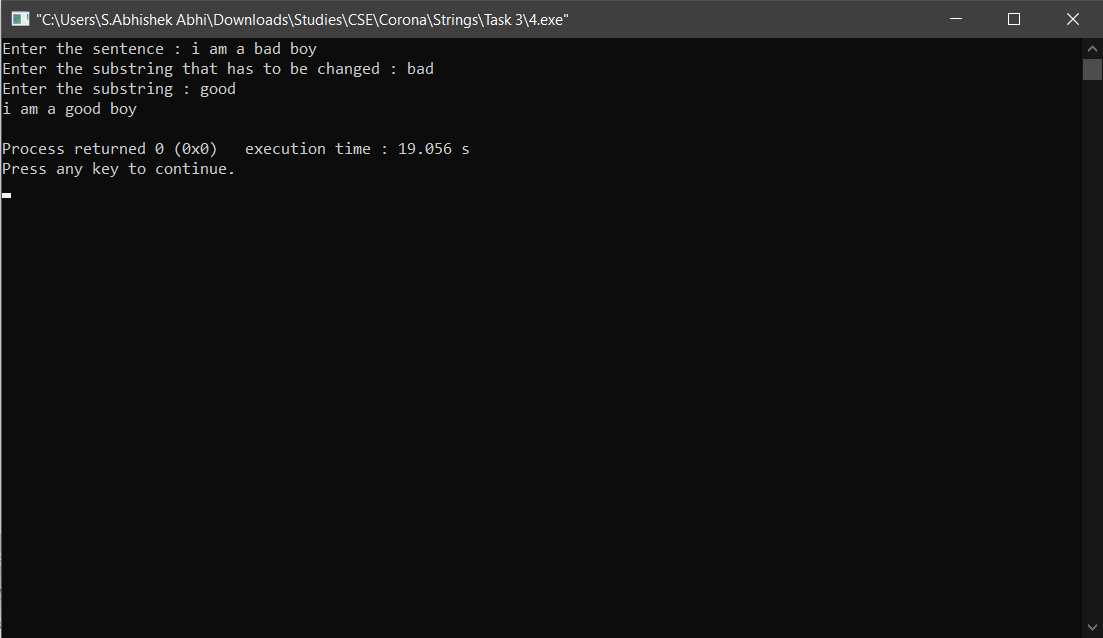 "C:\Users\S.Abhishek Abhi\Downloads\Studies\CSE\Corona\Strings\Task 3\4.exe"
Enter the sentence : i am a bad boy
Enter the substring that has to be changed : bad
Enter the substring : good
i am a good boy
Process returned 0 (0x0)   execution time : 19.056 s
Press any key to continue.